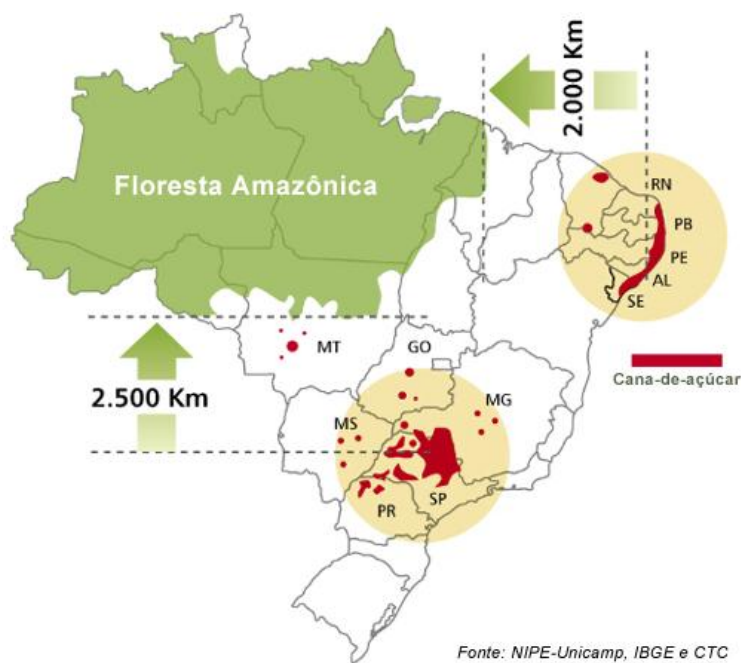 2.000 Km
Floresta Amazônica
RN
PB
PE
AL
SE
Cana-de-açúcar
MT
GO
2.500 Km
MG
MS
SP
PR
Fonte: NIPE-Unicamp, IBGE e CTC